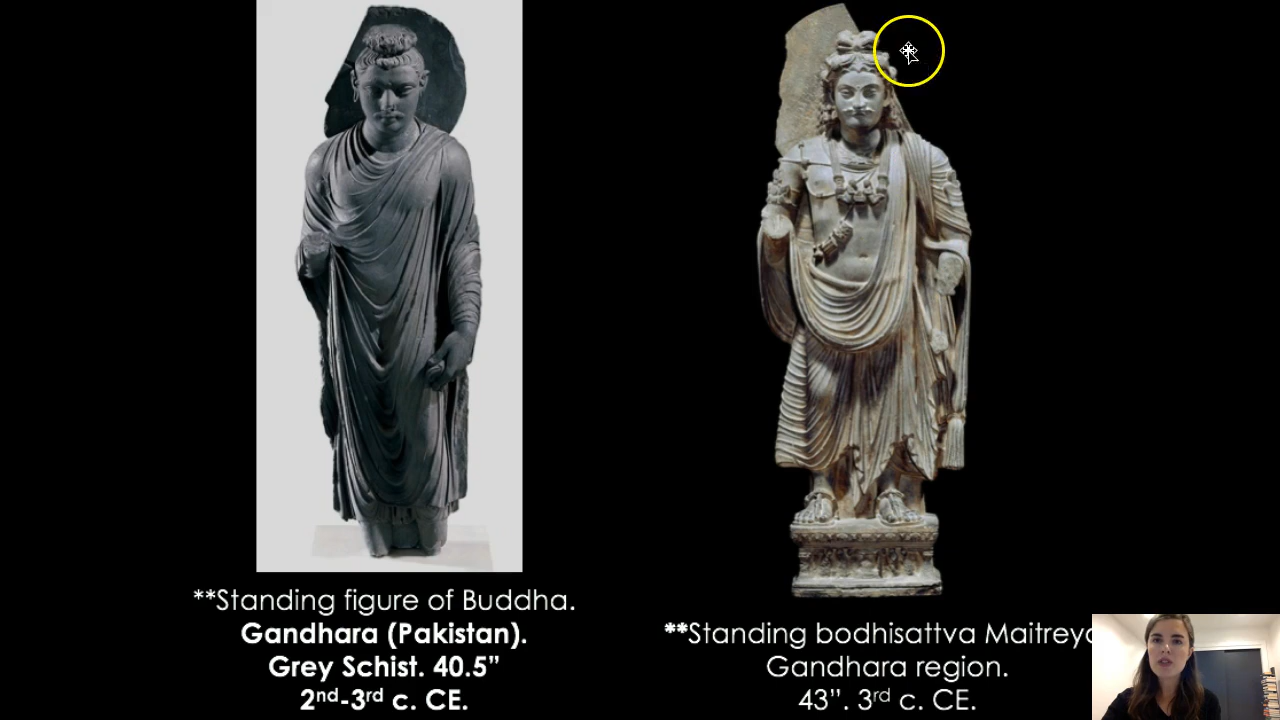 **Standing figure of Buddha.
Gandhara (Pakistan).
Grey Schist. 40.5”
2nd-3rd c. CE.
**Standing bodhisattva Maitreya
Gandhara region.
43”. 3rd c. CE.